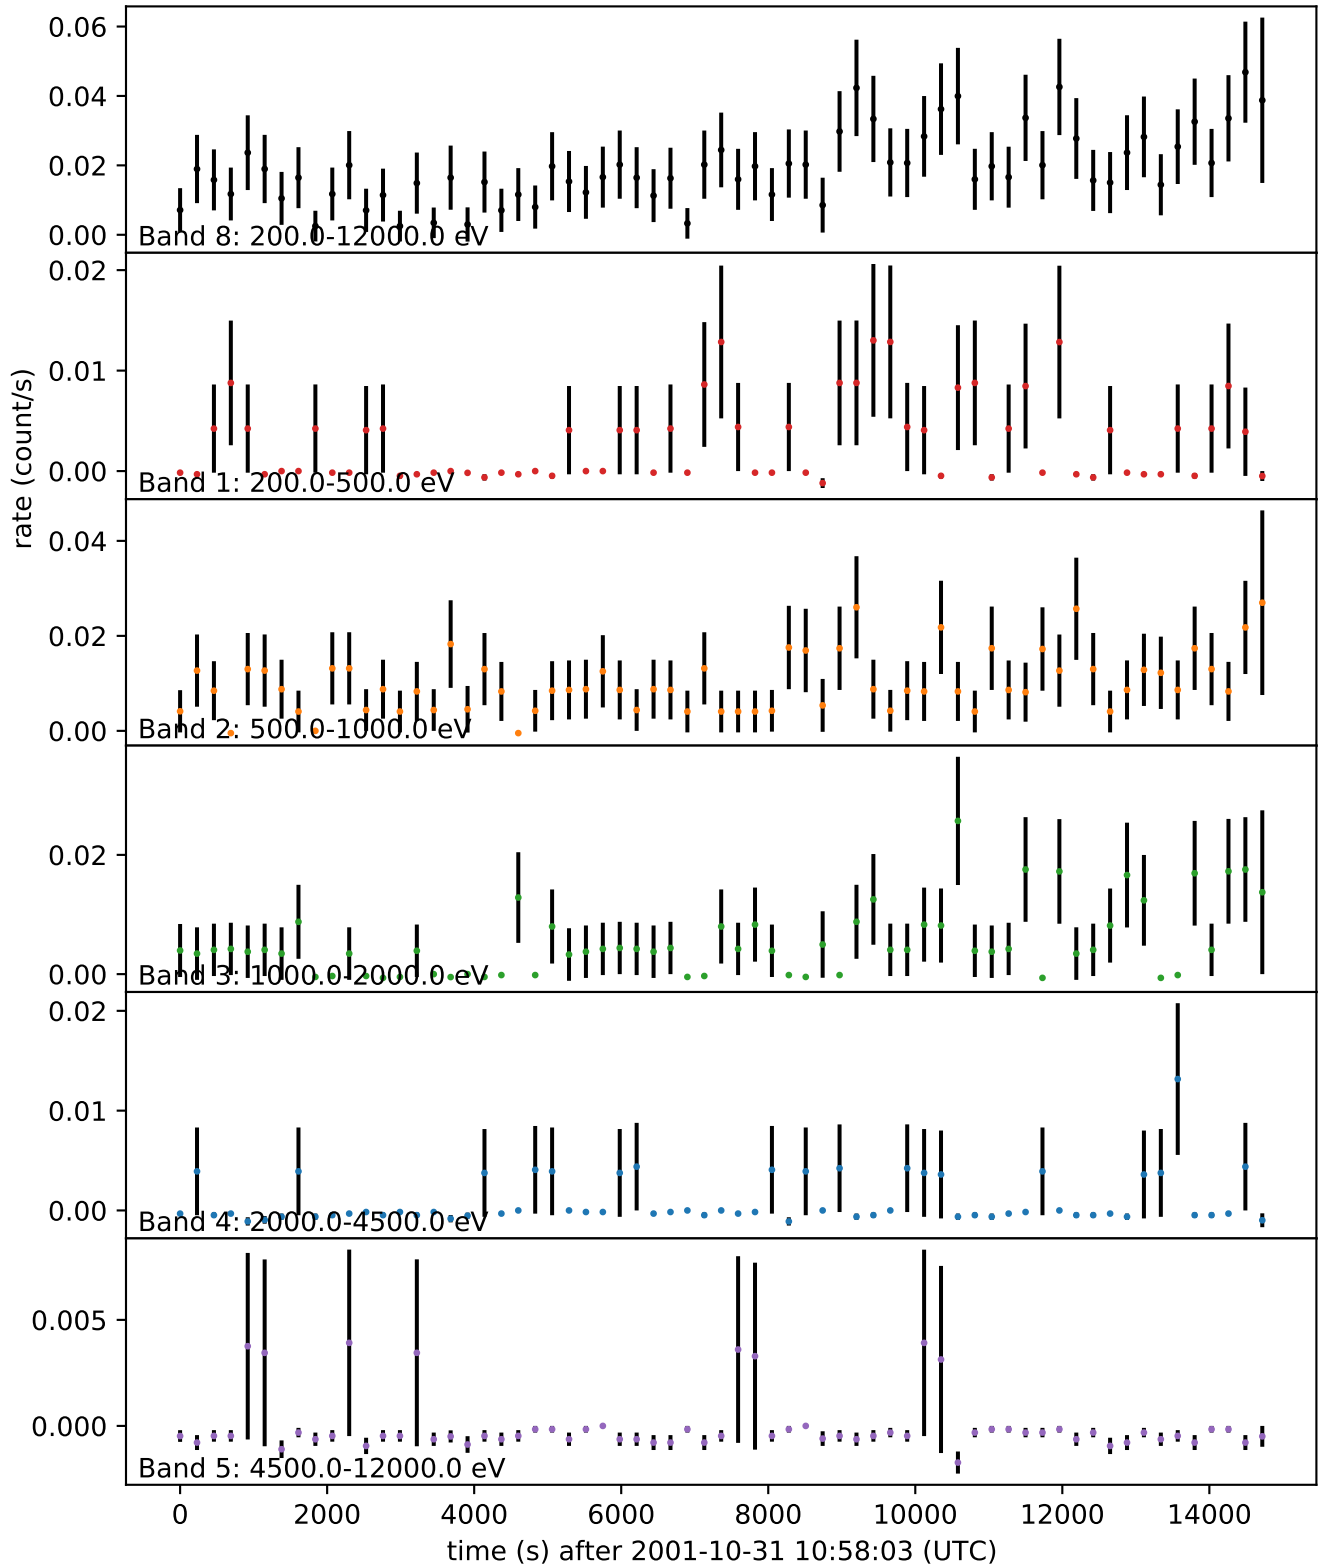 0.06
0.04
0.02
0.00
Band 8: 200.0-12000.0 eV
0.02
0.01
0.00
Band 1: 200.0-500.0 eV
rate (count/s)
0.04
0.02
0.00
Band 2: 500.0-1000.0 eV
0.02
0.00
Band 3: 1000.0-2000.0 eV
0.02
0.01
0.00
Band 4: 2000.0-4500.0 eV
0.005
0.000
Band 5: 4500.0-12000.0 eV
0 2000 4000 6000 8000 10000 12000 14000
time (s) after 2001-10-31 10:58:03 (UTC)